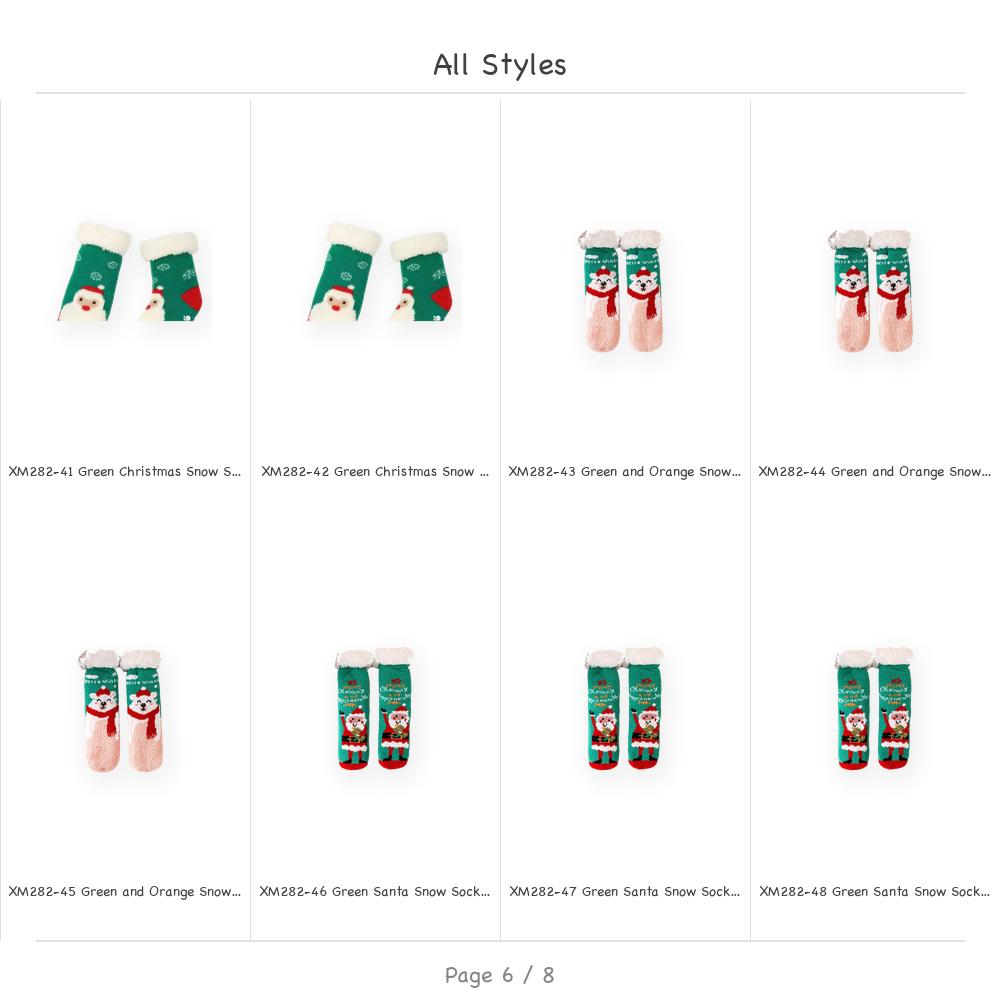 All Styles
XM282-41 Green Christmas Snow S...
XM282-42 Green Christmas Snow ...
XM282-43 Green and Orange Snow...
XM282-44 Green and Orange Snow...
XM282-45 Green and Orange Snow...
XM282-46 Green Santa Snow Sock...
XM282-47 Green Santa Snow Sock...
XM282-48 Green Santa Snow Sock...
Page 6 / 8